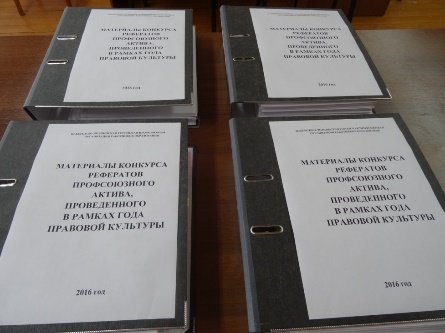 МАТЕРИАЛЫ КОНКУРСА
РЕФЕРАТОВ
ПРОФСОЮЗНОГО
АКТИВА,
ПРОВЕДЕННОГО
В РАМКАХ ГОДА
ПРАВОВОЙ КУЛЬТУРЫ
2016 год
МАТЕРИАЛЫ КОНКУРСА
РЕФЕРАТОВ
ПРОФСОЮЗНОГО
АКТИВА,
ПРОВЕДЕННОГО
В РАМКАХ ГОДА
ПРАВОВОЙ КУЛЬТУРЫ
2016 год
МАТЕРИАЛЫ КОНКУРСА
РЕФЕРАТОВ
ПРОФСОЮЗНОГО
АКТИВА,
ПРОВЕДЕННОГО
В РАМКАХ ГОДА
ПРАВОВОЙ КУЛЬТУРЫ
2016 год
МАТЕРИАЛЫ КОНКУРСА
РЕФЕРАТОВ
ПРОФСОЮЗНОГО
АКТИВА,
ПРОВЕДЕННОГО
В РАМКАХ ГОДА
ПРАВОВОЙ КУЛЬТУРЫ
2016 год